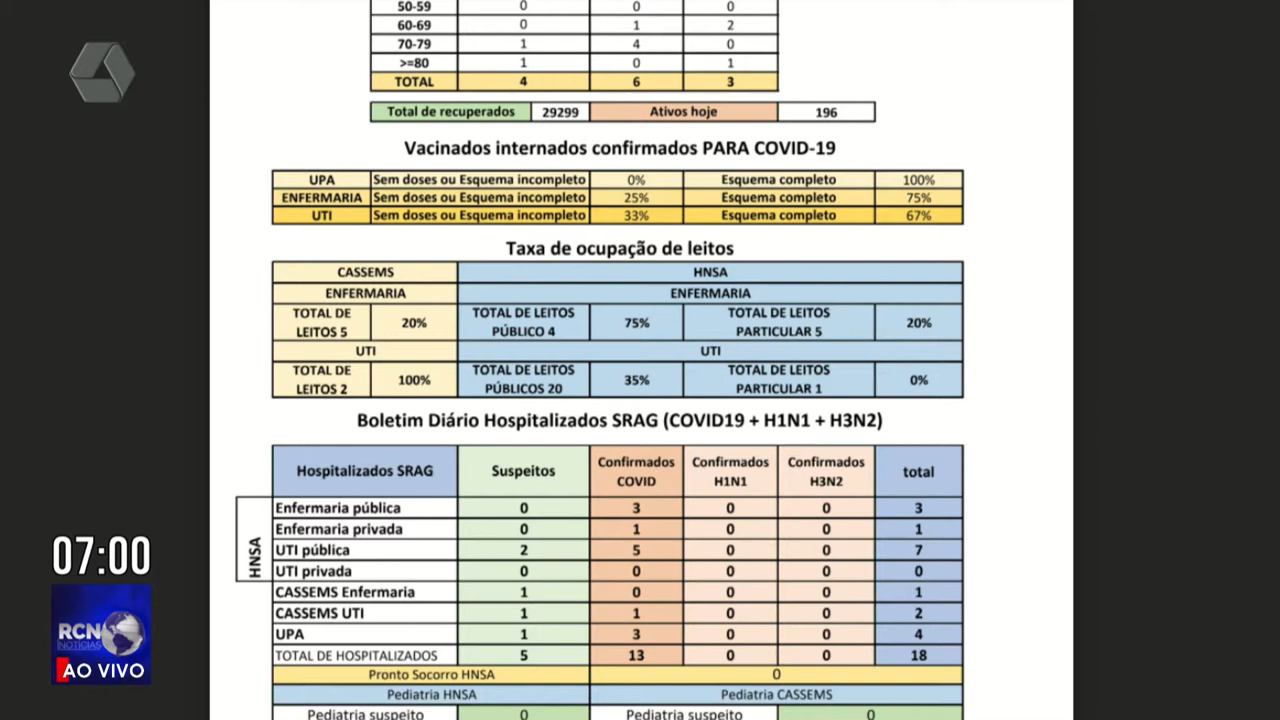 50-59 0 0 0
60-69 0 1 2
70-79 1 4 0
>=80 1 0 1
TOTAL 4 6 3
Total de recuperados 29299 Ativos hoje 196
Vacinados internados confirmados PARA COVID-19
UPA Sem doses ou Esquema incompleto 0% Esquema completo 100%
ENFERMARIA Sem doses ou Esquema incompleto 25% Esquema completo 75%
UTI Sem doses ou Esquema incompleto 33% Esquema completo 67%
Taxa de ocupação de leitos
CASSEMS HNSA
ENFERMARIA ENFERMARIA
TOTAL DE LEITOS 5 20% TOTAL DE LEITOS PÚBLICO 4 75% TOTAL DE LEITOS PARTICULAR 5 20%
UTI UTI
TOTAL DE LEITOS 2 100% TOTAL DE LEITOS PÚBLICOS 20 35% TOTAL DE LEITOS PARTICULAR 1 0%
Boletim Diário Hospitalizados SRAG (COVID19 + H1N1 + H3N2)
Hospitalizados SRAG Suspeitos Confirmados COVID Confirmados H1N1 Confirmados H3N2 total
HNSA
Enfermaria pública 0 3 0 0 3
Enfermaria privada 0 1 0 0 1
UTI pública 2 5 0 0 7
UTI privada 0 0 0 0 0
CASSEMS Enfermaria 1 0 0 0 1
CASSEMS UTI 1 1 0 0 2
UPA 1 3 0 0 4
TOTAL DE HOSPITALIZADOS 5 13 0 0 18
Pronto Socorro HNSA 0
Pediatria HNSA Pediatria CASSEMS
Pediatria suspeito 0 Pediatria suspeito 0
07:00
RCN
NOTÍCIAS
AO VIVO